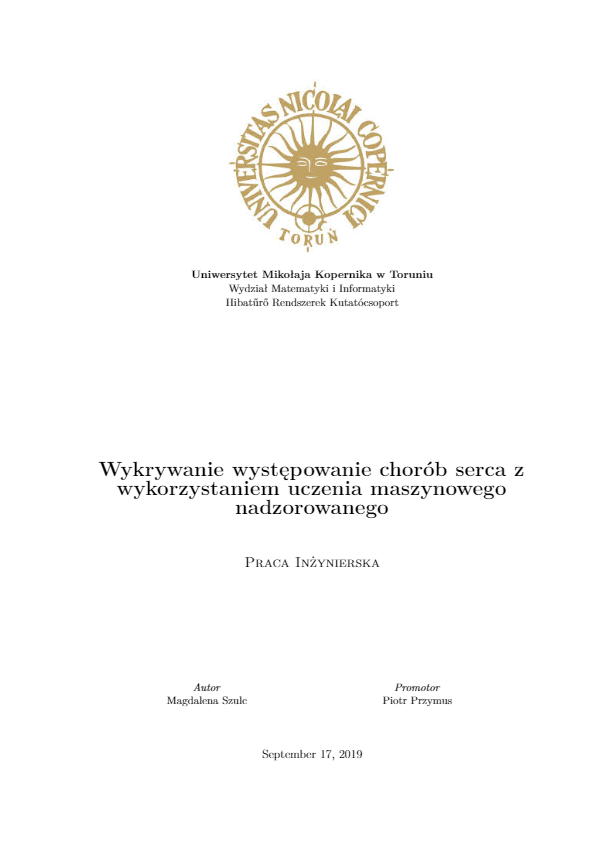 UNIVERSITAS NICOLAI COPERNICI
TORUŃ
Uniwersytet Mikołaja Kopernika w Toruniu
Wydział Matematyki i Informatyki
Hibatűrő Rendszerek Kutatócsoport
Wykrywanie występowanie chorób serca z
wykorzystaniem uczenia maszynowego
nadzorowanego
Praca Inżynierska
Autor
Magdalena Szulc
Promotor
Piotr Przymus
September 17, 2019